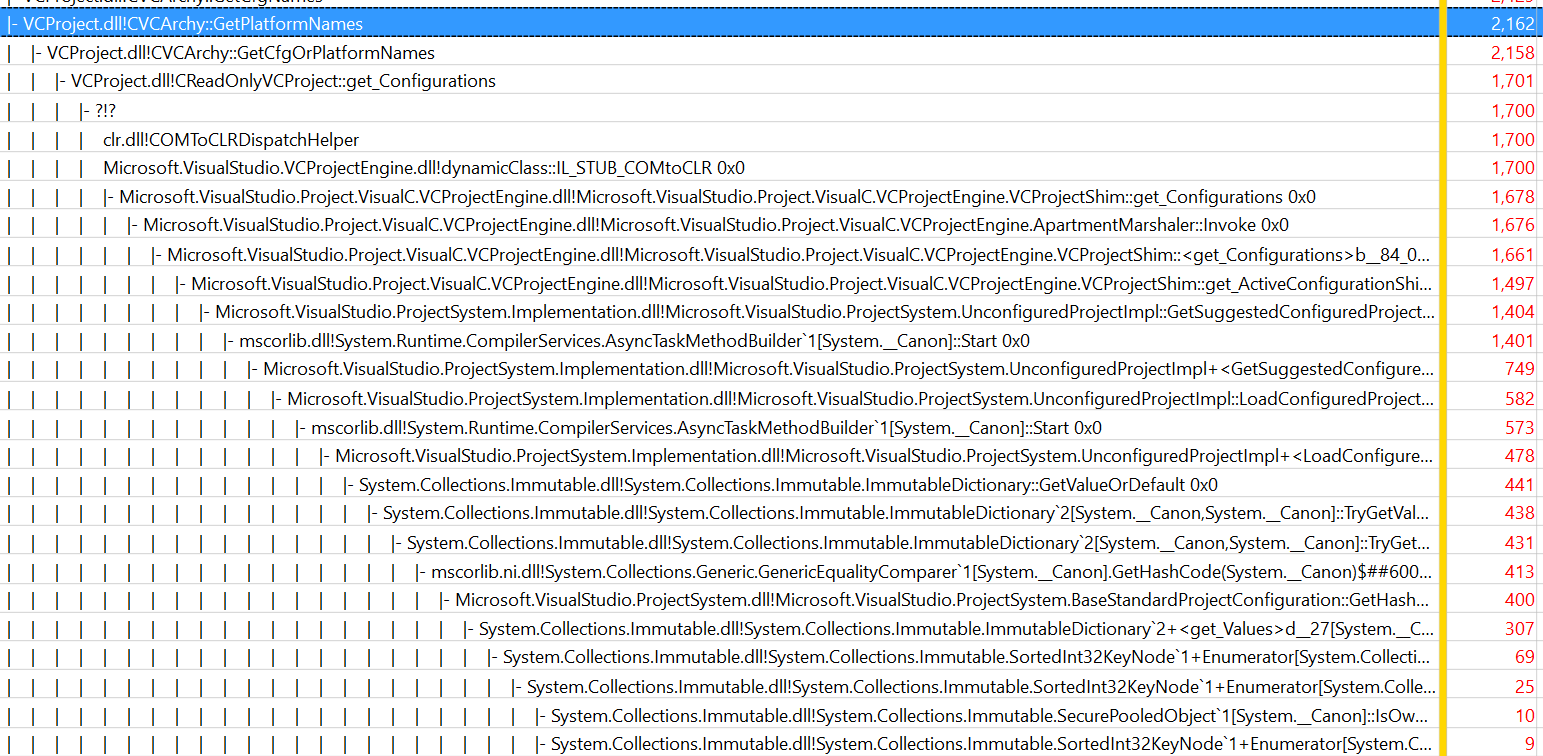 |- VCProject.dll!CVCArchy::GetPlatformNames 2,162
| |- VCProject.dll!CVCArchy::GetCfgOrPlatformNames 2,158
| | |- VCProject.dll!CReadOnlyVCProject::get_Configurations 1,701
| | | |- ?!? 1,700
| | | | clr.dll!COMToCLRDispatchHelper 1,700
| | | | Microsoft.VisualStudio.VCProjectEngine.dll!dynamicClass::IL_STUB_COMtoCLR 0x0 1,700
| | | | |- Microsoft.VisualStudio.Project.VisualC.VCProjectEngine.dll!Microsoft.VisualStudio.Project.VisualC.VCProjectEngine.VCProjectShim::get_Configurations 0x0 1,678
| | | | | |- Microsoft.VisualStudio.Project.VisualC.VCProjectEngine.dll!Microsoft.VisualStudio.Project.VisualC.VCProjectEngine.ApartmentMarshaler::Invoke 0x0 1,676
| | | | | | |- Microsoft.VisualStudio.Project.VisualC.VCProjectEngine.dll!Microsoft.VisualStudio.Project.VisualC.VCProjectEngine.VCProjectShim::<get_Configurations>b__84_0... 1,661
| | | | | | | |- Microsoft.VisualStudio.Project.VisualC.VCProjectEngine.dll!Microsoft.VisualStudio.Project.VisualC.VCProjectEngine.VCProjectShim::get_ActiveConfigurationShi... 1,497
| | | | | | | | |- Microsoft.VisualStudio.ProjectSystem.Implementation.dll!Microsoft.VisualStudio.ProjectSystem.UnconfiguredProjectImpl::GetSuggestedConfiguredProject... 1,404
| | | | | | | | | |- mscorlib.dll!System.Runtime.CompilerServices.AsyncTaskMethodBuilder`1[System.__Canon]::Start 0x0 1,401
| | | | | | | | | | |- Microsoft.VisualStudio.ProjectSystem.Implementation.dll!Microsoft.VisualStudio.ProjectSystem.UnconfiguredProjectImpl+<GetSuggestedConfigure... 749
| | | | | | | | | | | |- Microsoft.VisualStudio.ProjectSystem.Implementation.dll!Microsoft.VisualStudio.ProjectSystem.UnconfiguredProjectImpl::LoadConfiguredProject... 582
| | | | | | | | | | | | |- mscorlib.dll!System.Runtime.CompilerServices.AsyncTaskMethodBuilder`1[System.__Canon]::Start 0x0 573
| | | | | | | | | | | | | |- Microsoft.VisualStudio.ProjectSystem.Implementation.dll!Microsoft.VisualStudio.ProjectSystem.UnconfiguredProjectImpl+<LoadConfigure... 478
| | | | | | | | | | | | | | |- System.Collections.Immutable.dll!System.Collections.Immutable.ImmutableDictionary::GetValueOrDefault 0x0 441
| | | | | | | | | | | | | | | |- System.Collections.Immutable.dll!System.Collections.Immutable.ImmutableDictionary`2[System.__Canon,System.__Canon]::TryGetVal... 438
| | | | | | | | | | | | | | | | |- System.Collections.Immutable.dll!System.Collections.Immutable.ImmutableDictionary`2[System.__Canon,System.__Canon]::TryGet... 431
| | | | | | | | | | | | | | | | | |- mscorlib.ni.dll!System.Collections.Generic.GenericEqualityComparer`1[System.__Canon].GetHashCode(System.__Canon)$##600... 413
| | | | | | | | | | | | | | | | | | |- Microsoft.VisualStudio.ProjectSystem.dll!Microsoft.VisualStudio.ProjectSystem.BaseStandardProjectConfiguration::GetHash... 400
| | | | | | | | | | | | | | | | | | | |- System.Collections.Immutable.dll!System.Collections.Immutable.ImmutableDictionary`2+<get_Values>d__27[System.__C... 307
| | | | | | | | | | | | | | | | | | | | |- System.Collections.Immutable.dll!System.Collections.Immutable.SortedInt32KeyNode`1+Enumerator[System.Collecti... 69
| | | | | | | | | | | | | | | | | | | | | |- System.Collections.Immutable.dll!System.Collections.Immutable.SortedInt32KeyNode`1+Enumerator[System.Colle... 25
| | | | | | | | | | | | | | | | | | | | | | |- System.Collections.Immutable.dll!System.Collections.Immutable.SecurePooledObject`1[System.__Canon]::IsOw... 10
| | | | | | | | | | | | | | | | | | | | | | |- System.Collections.Immutable.dll!System.Collections.Immutable.SortedInt32KeyNode`1+Enumerator[System.C... 9